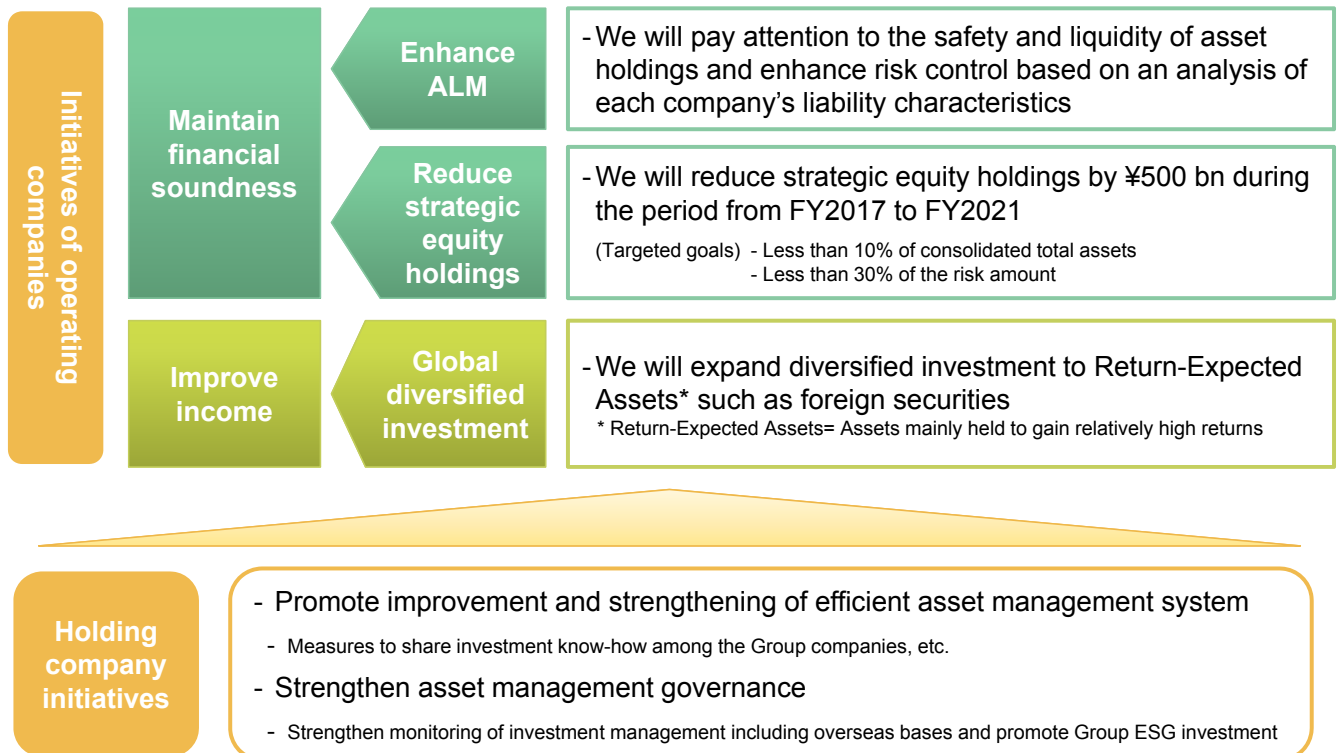 Initiatives of operating
companies
Maintain
financial
soundness
Enhance
ALM
- We will pay attention to the safety and liquidity of asset
holdings and enhance risk control based on an analysis of
each company's liability characteristics
Reduce
strategic
equity
holdings
- We will reduce strategic equity holdings by ¥500 bn during
the period from FY2017 to FY2021
(Targeted goals) - Less than 10% of consolidated total assets
- Less than 30% of the risk amount
Improve
income
Global
diversified
investment
- We will expand diversified investment to Return-Expected
Assets* such as foreign securities
* Return-Expected Assets= Assets mainly held to gain relatively high returns
Holding
company
initiatives
- Promote improvement and strengthening of efficient asset management system
- Measures to share investment know-how among the Group companies, etc.
- Strengthen asset management governance
- Strengthen monitoring of investment management including overseas bases and promote Group ESG investment